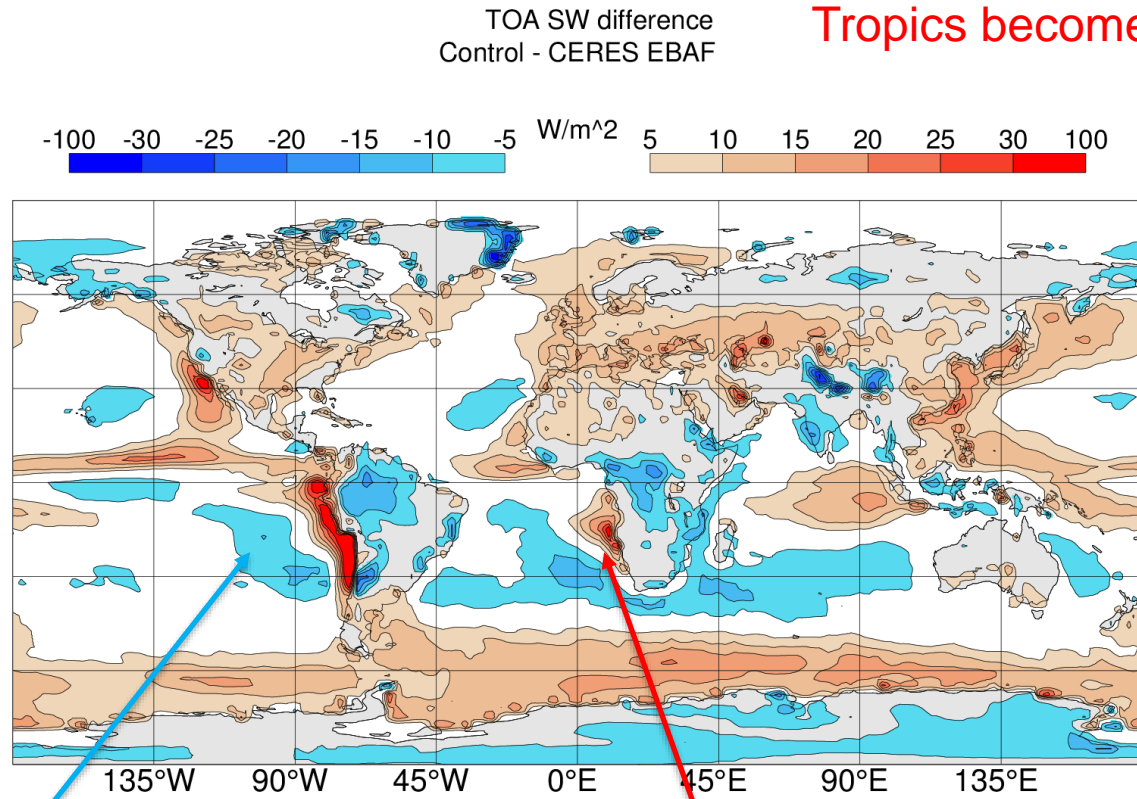 TOA SW difference
Control - CERES EBAF
Tropics become
-100 -30 -25 -20 -15 -10 -5 W/m^2 5 10 15 20 25 30 100
135°W 90°W 45°W 0°E 45°E 90°E 135°E